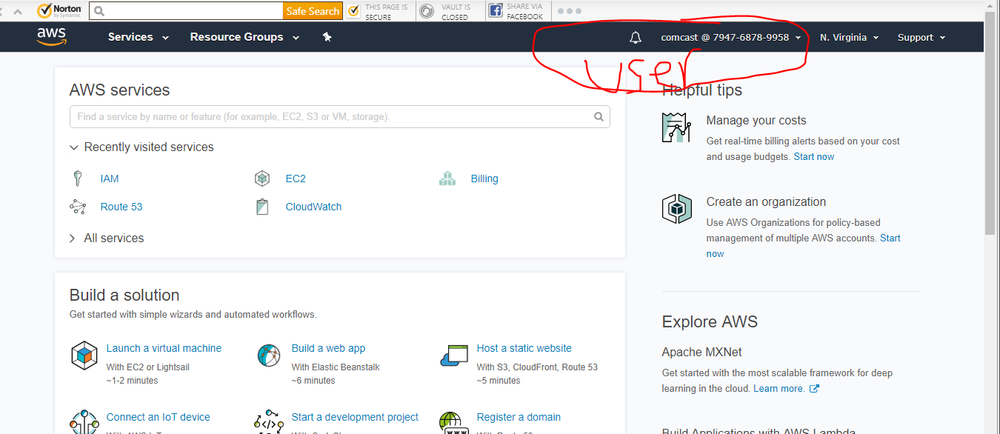 Norton
by Symantec
Safe Search
THIS PAGE IS
SECURE
VAULT IS
CLOSED
SHARE VIA
FACEBOOK
aws
Services
Resource Groups
comcast @ 7947-6878-9958
N. Virginia
Support
user
AWS services
Find a service by name or feature (for example, EC2, S3 or VM, storage).
Recently visited services
IAM
EC2
Billing
Route 53
CloudWatch
All services
Helpful tips
Manage your costs
Get real-time billing alerts based on your cost
and usage budgets. Start now
Create an organization
Use AWS Organizations for policy-based
management of multiple AWS accounts. Start
now
Build a solution
Get started with simple wizards and automated workflows.
Launch a virtual machine
With EC2 or Lightsail
~1-2 minutes
Build a web app
With Elastic Beanstalk
~6 minutes
Host a static website
With S3, CloudFront, Route 53
~5 minutes
Connect an IoT device
Start a development project
Register a domain
www
Explore AWS
Apache MXNet
Get started with the most scalable framework for deep
learning in the cloud. Learn more.
Build Applications with AWS Lambda